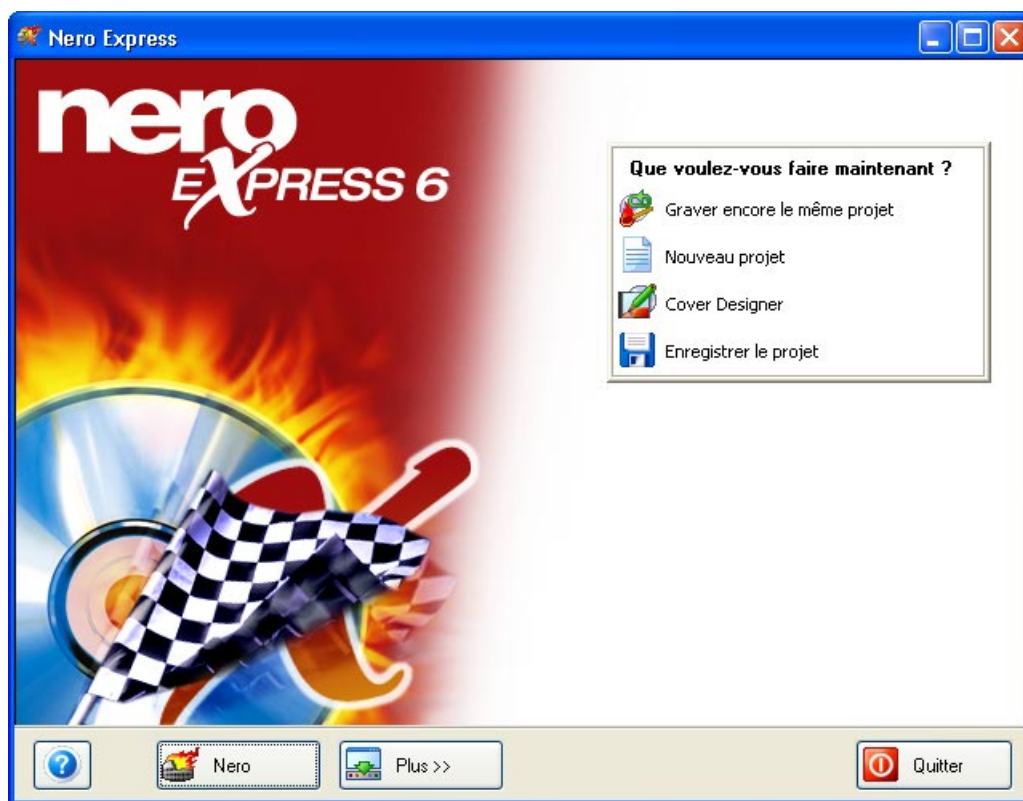 Nero Express
nero
EXPRESS 6
Que voulez-vous faire maintenant ?
Graver encore le même projet
Nouveau projet
Cover Designer
Enregistrer le projet
Nero
Plus >>
Quitter